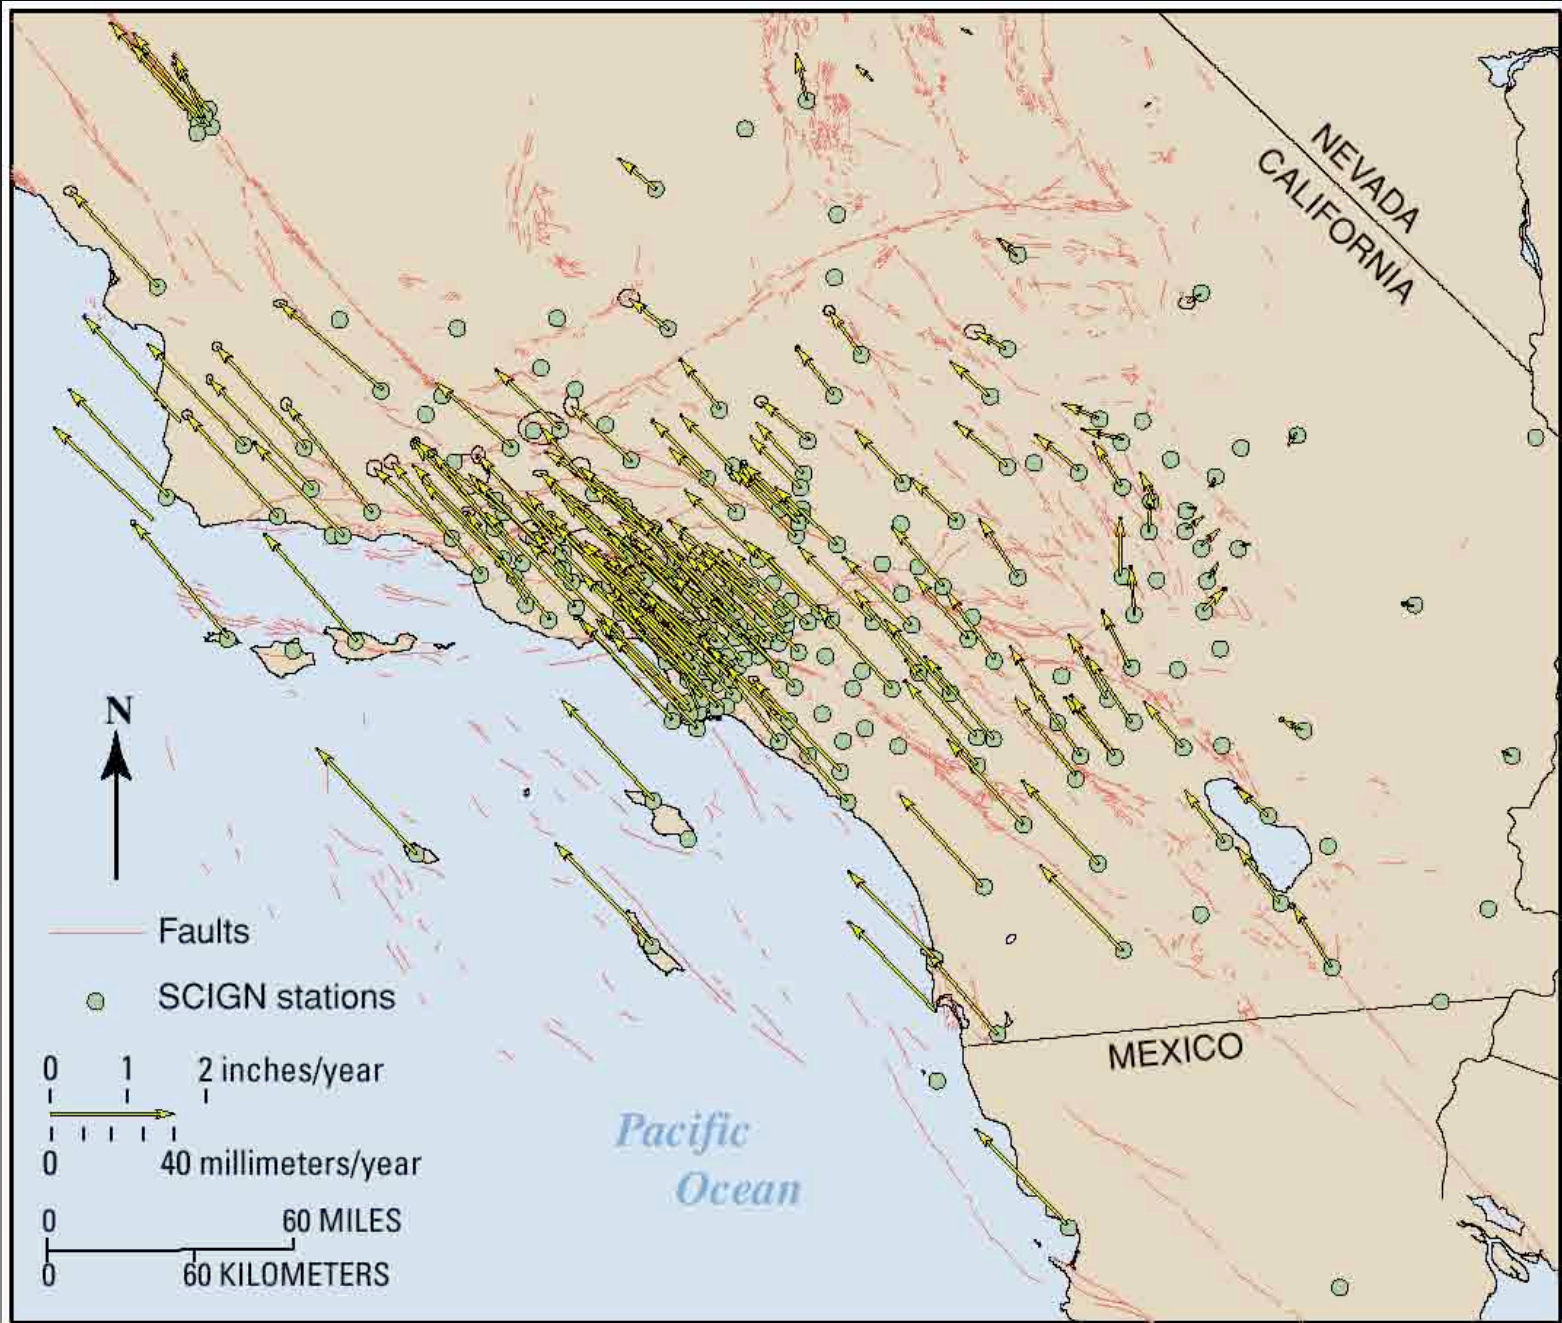 NEVADA
CALIFORNIA
N
Faults
SCIGN stations
0 1 2 inches/year
0 40 millimeters/year
0 60 MILES
0 60 KILOMETERS
MEXICO
Pacific
Ocean